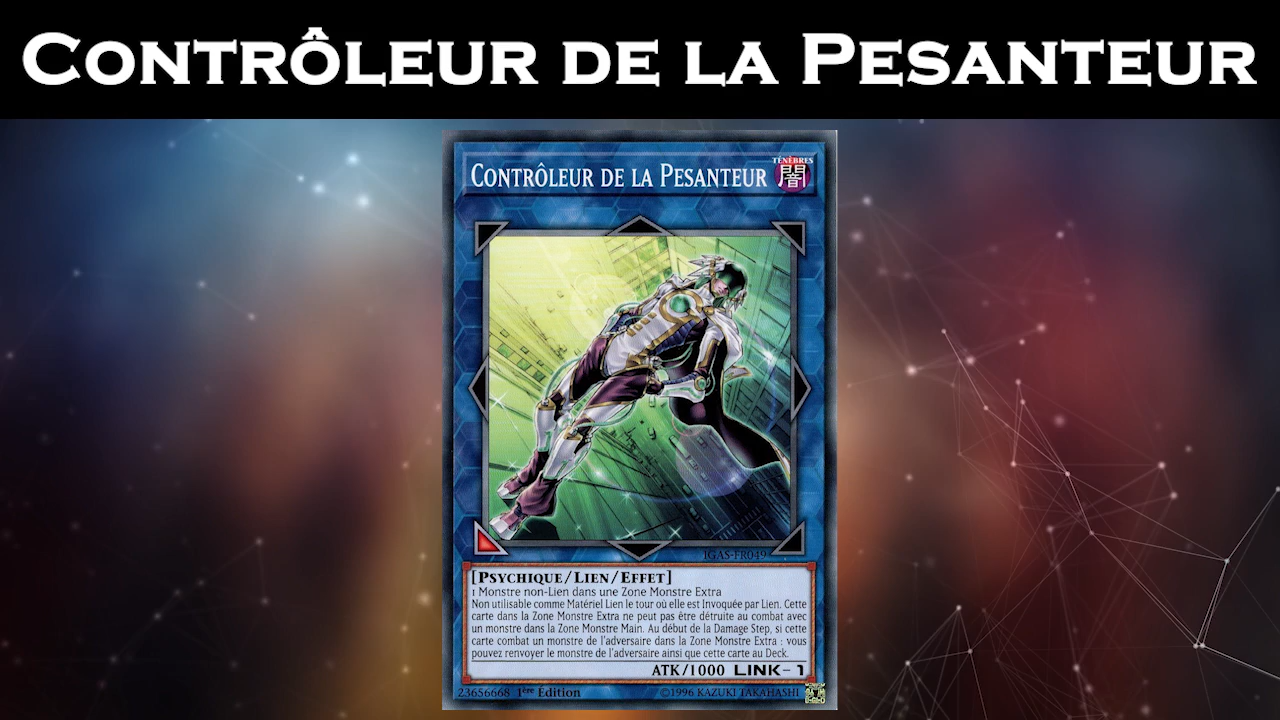 Contrôleur de la Pesanteur
Contrôleur de la Pesanteur
TÉNÈBRES
闇
IGAS-FR049
[Psychique/Lien/Effet]
1 Monstre non-Lien dans une Zone Monstre Extra
Non utilisable comme Matériel Lien le tour où elle est Invoquée par Lien. Cette
carte dans la Zone Monstre Extra ne peut pas être détruite au combat avec
un monstre dans la Zone Monstre Main. Au début de la Damage Step, si cette
carte combat un monstre de l'adversaire dans la Zone Monstre Extra : vous
pouvez renvoyer le monstre de l'adversaire ainsi que cette carte au Deck.
ATK/1000 LINK-1
23656668 1ère Édition ©1996 KAZUKI TAKAHASHI